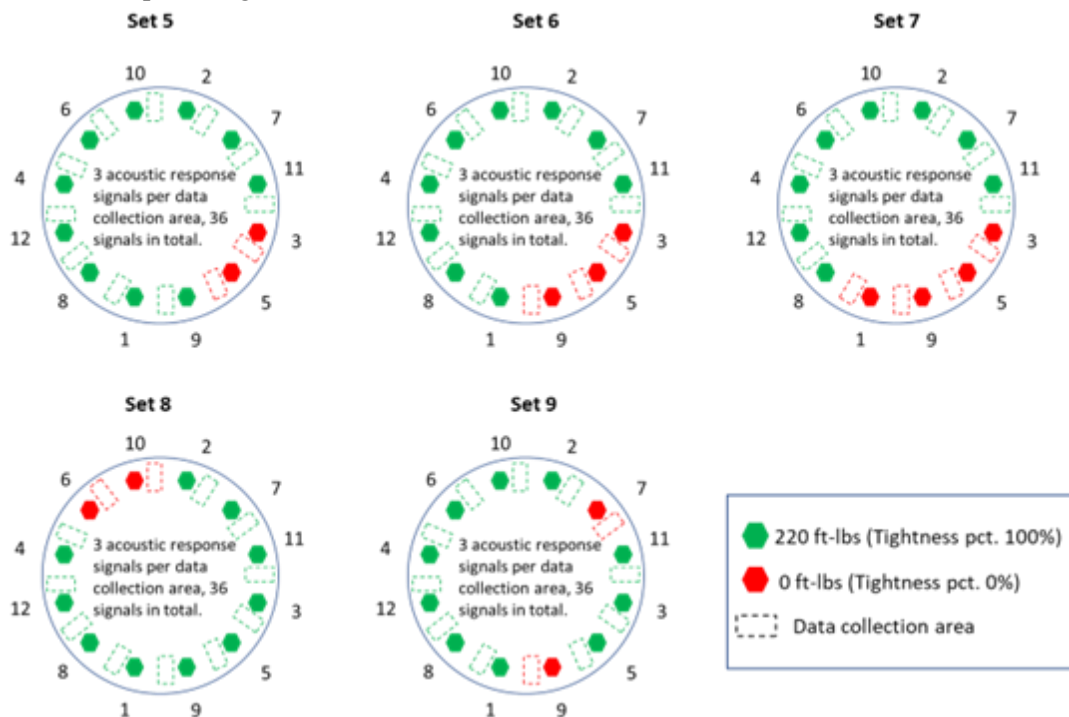 Set 5
Set 6
Set 7
10
2
6
7
4
3 acoustic response
signals per data
collection area, 36
signals in total.
11
12
3
8
5
1
9
10
2
6
7
4
3 acoustic response
signals per data
collection area, 36
signals in total.
11
12
3
8
5
1
9
10
2
6
7
4
3 acoustic response
signals per data
collection area, 36
signals in total.
11
12
3
8
5
1
9
Set 8
Set 9
10
2
6
7
4
3 acoustic response
signals per data
collection area, 36
signals in total.
11
12
3
8
5
1
9
10
2
6
7
4
3 acoustic response
signals per data
collection area, 36
signals in total.
11
12
3
8
5
1
9
220 ft-lbs (Tightness pct. 100%)
0 ft-lbs (Tightness pct. 0%)
Data collection area